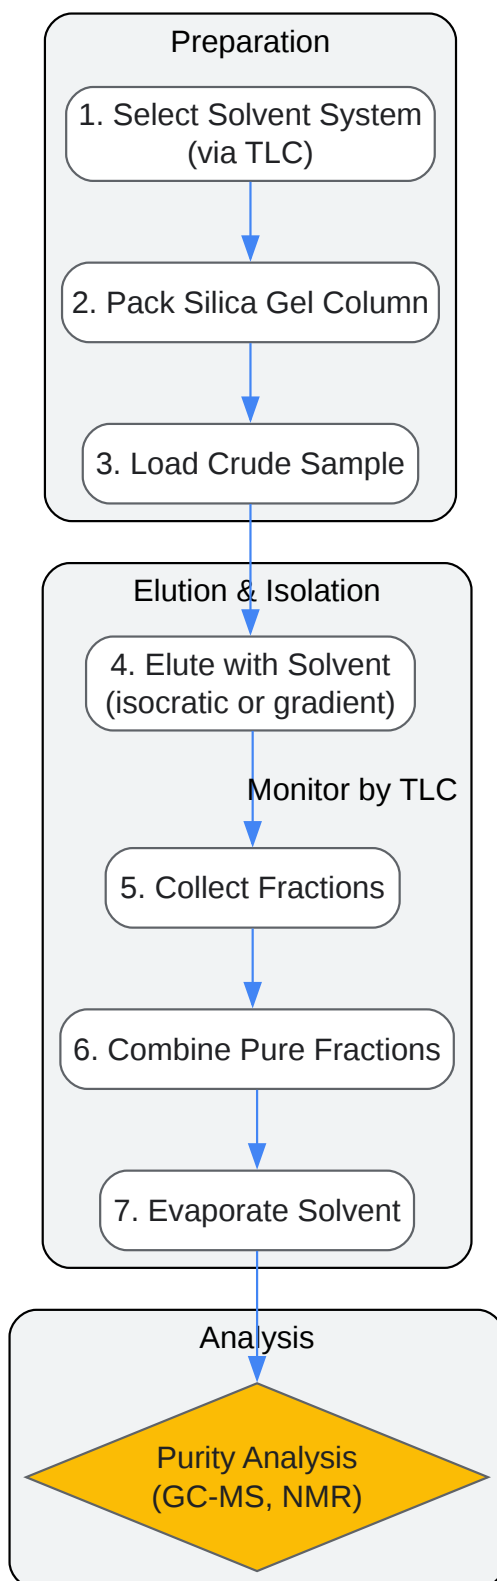 Preparation
1. Select Solvent System
(via TLC)
2. Pack Silica Gel Column
3. Load Crude Sample
Elution & Isolation
4. Elute with Solvent
(isocratic or gradient)
Monitor by TLC
5. Collect Fractions
6. Combine Pure Fractions
7. Evaporate Solvent
Analysis
Purity Analysis
(GC-MS, NMR)